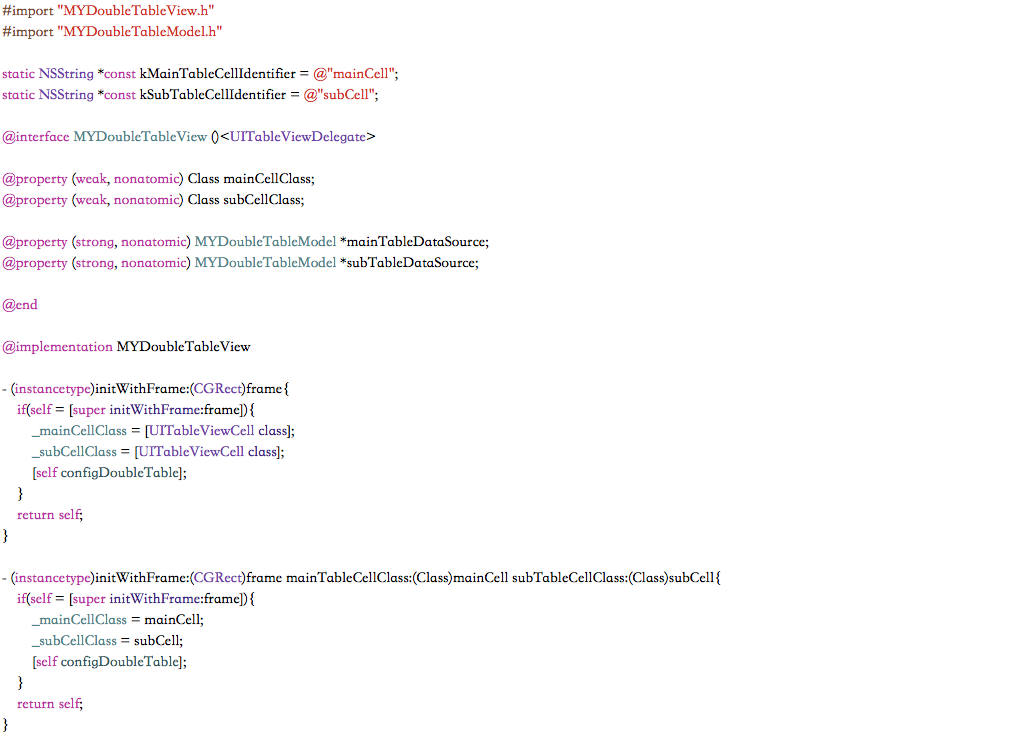 #import "MYDoubleTableView.h"
#import "MYDoubleTableModel.h"
static NSString *const kMainTableCellIdentifier = @"mainCell";
static NSString *const kSubTableCellIdentifier = @"subCell";
@interface MYDoubleTableView ()<UITableViewDelegate>
@property (weak, nonatomic) Class mainCellClass;
@property (weak, nonatomic) Class subCellClass;
@property (strong, nonatomic) MYDoubleTableModel *mainTableDataSource;
@property (strong, nonatomic) MYDoubleTableModel *subTableDataSource;
@end
@implementation MYDoubleTableView
- (instancetype)initWithFrame:(CGRect)frame{
if(self = [super initWithFrame:frame]){
_mainCellClass = [UITableViewCell class];
_subCellClass = [UITableViewCell class];
[self configDoubleTable];
}
return self;
}
- (instancetype)initWithFrame:(CGRect)frame mainTableCellClass:(Class)mainCell subTableCellClass:(Class)subCell{
if(self = [super initWithFrame:frame]){
_mainCellClass = mainCell;
_subCellClass = subCell;
[self configDoubleTable];
}
return self;
}